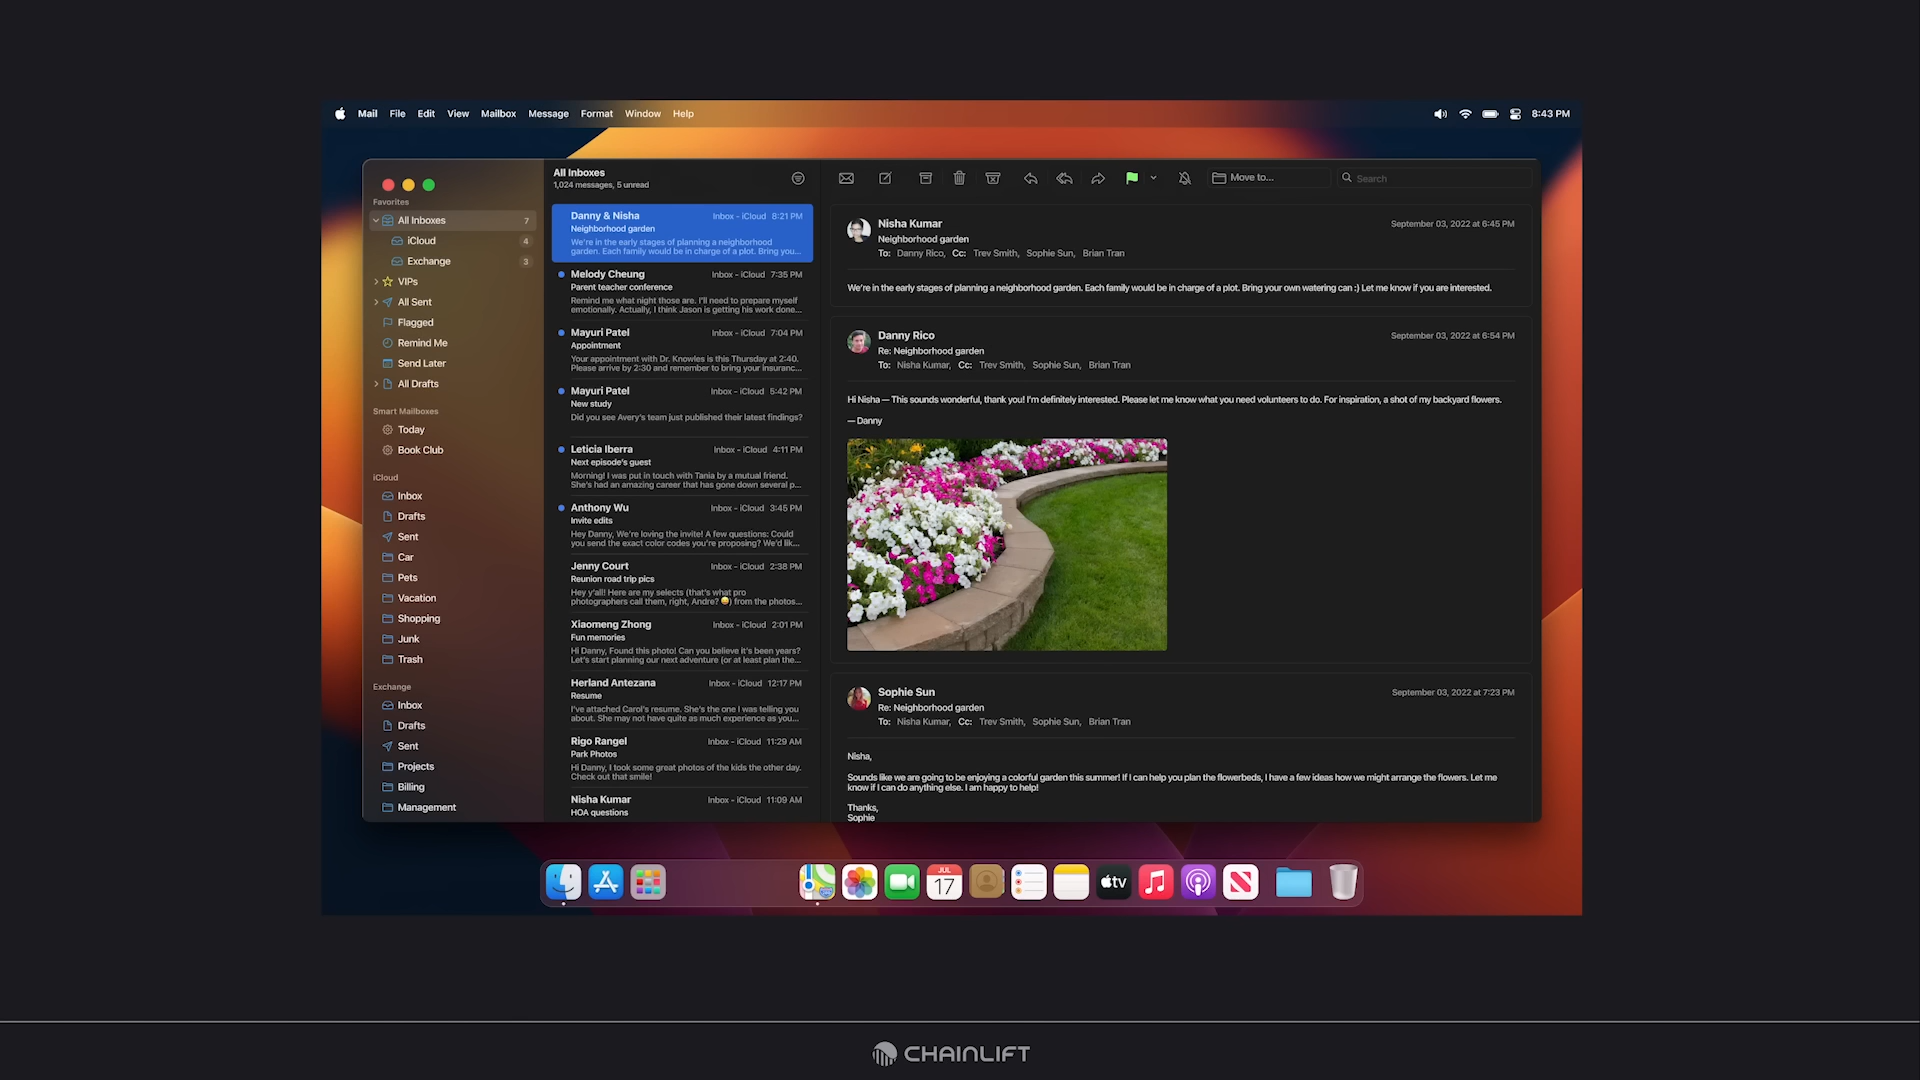 Mail File Edit View Mailbox Message Format Window Help
8:43 PM
Favorites
All Inboxes 7
iCloud 4
Exchange 3
VIPs
All Sent
Flagged
Remind Me
Send Later
All Drafts
Smart Mailboxes
Today
Book Club
iCloud
Inbox
Drafts
Sent
Car
Pets
Vacation
Shopping
Junk
Trash
Exchange
Inbox
Drafts
Sent
Projects
Billing
Management
All Inboxes
1,024 messages, 5 unread
Danny & Nisha Inbox - iCloud 8:21 PM
Neighborhood garden
We're in the early stages of planning a neighborhood
garden. Each family would be in charge of a plot. Bring you...
Melody Cheung Inbox - iCloud 7:35 PM
Parent teacher conference
Remind me what night those are. I'll need to prepare myself
emotionally. Actually, I think Jason is getting his work done...
Mayuri Patel Inbox - iCloud 7:04 PM
Appointment
Your appointment with Dr. Knowles is this Thursday at 2:40.
Please arrive by 2:30 and remember to bring your insuranc...
Mayuri Patel Inbox - iCloud 5:42 PM
New study
Did you see Avery's team just published their latest findings?
Leticia Iberra Inbox - iCloud 4:11 PM
Next episode's guest
Morning! I was put in touch with Tania by a mutual friend.
She's had an amazing career that has gone down several p...
Anthony Wu Inbox - iCloud 3:45 PM
Invite edits
Hey Danny, We're loving the invite! A few questions: Could
you send the exact color codes you're proposing? We'd lik...
Jenny Court Inbox - iCloud 2:38 PM
Reunion road trip pics
Hey y'all! Here are my selects (that's what pro
photographers call them, right, Andre? 😅) from the photos...
Xiaomeng Zhong Inbox - iCloud 2:01 PM
Fun memories
Hi Danny, Found this photo! Can you believe it's been years?
Let's start planning our next adventure (or at least plan the...
Herland Antezana Inbox - iCloud 12:17 PM
Resume
I've attached Carol's resume. She's the one I was telling you
about. She may not have quite as much experience as you...
Rigo Rangel Inbox - iCloud 11:29 AM
Park Photos
Hi Danny, I took some great photos of the kids the other day.
Check out that smile!
Nisha Kumar Inbox - iCloud 11:09 AM
HOA questions
Move to... Search
Nisha Kumar September 03, 2022 at 6:45 PM
Neighborhood garden
To: Danny Rico, Cc: Trev Smith, Sophie Sun, Brian Tran
We're in the early stages of planning a neighborhood garden. Each family would be in charge of a plot. Bring your own watering can :) Let me know if you are interested.
Danny Rico September 03, 2022 at 6:54 PM
Re: Neighborhood garden
To: Nisha Kumar, Cc: Trev Smith, Sophie Sun, Brian Tran
Hi Nisha — This sounds wonderful, thank you! I'm definitely interested. Please let me know what you need volunteers to do. For inspiration, a shot of my backyard flowers.
— Danny
Sophie Sun September 03, 2022 at 7:23 PM
Re: Neighborhood garden
To: Nisha Kumar, Cc: Trev Smith, Sophie Sun, Brian Tran
Nisha,
Sounds like we are going to be enjoying a colorful garden this summer! If I can help you plan the flowerbeds, I have a few ideas how we might arrange the flowers. Let me
know if I can do anything else. I am happy to help!
Thanks,
Sophie
JUL
17
tv
CHAINLIFT